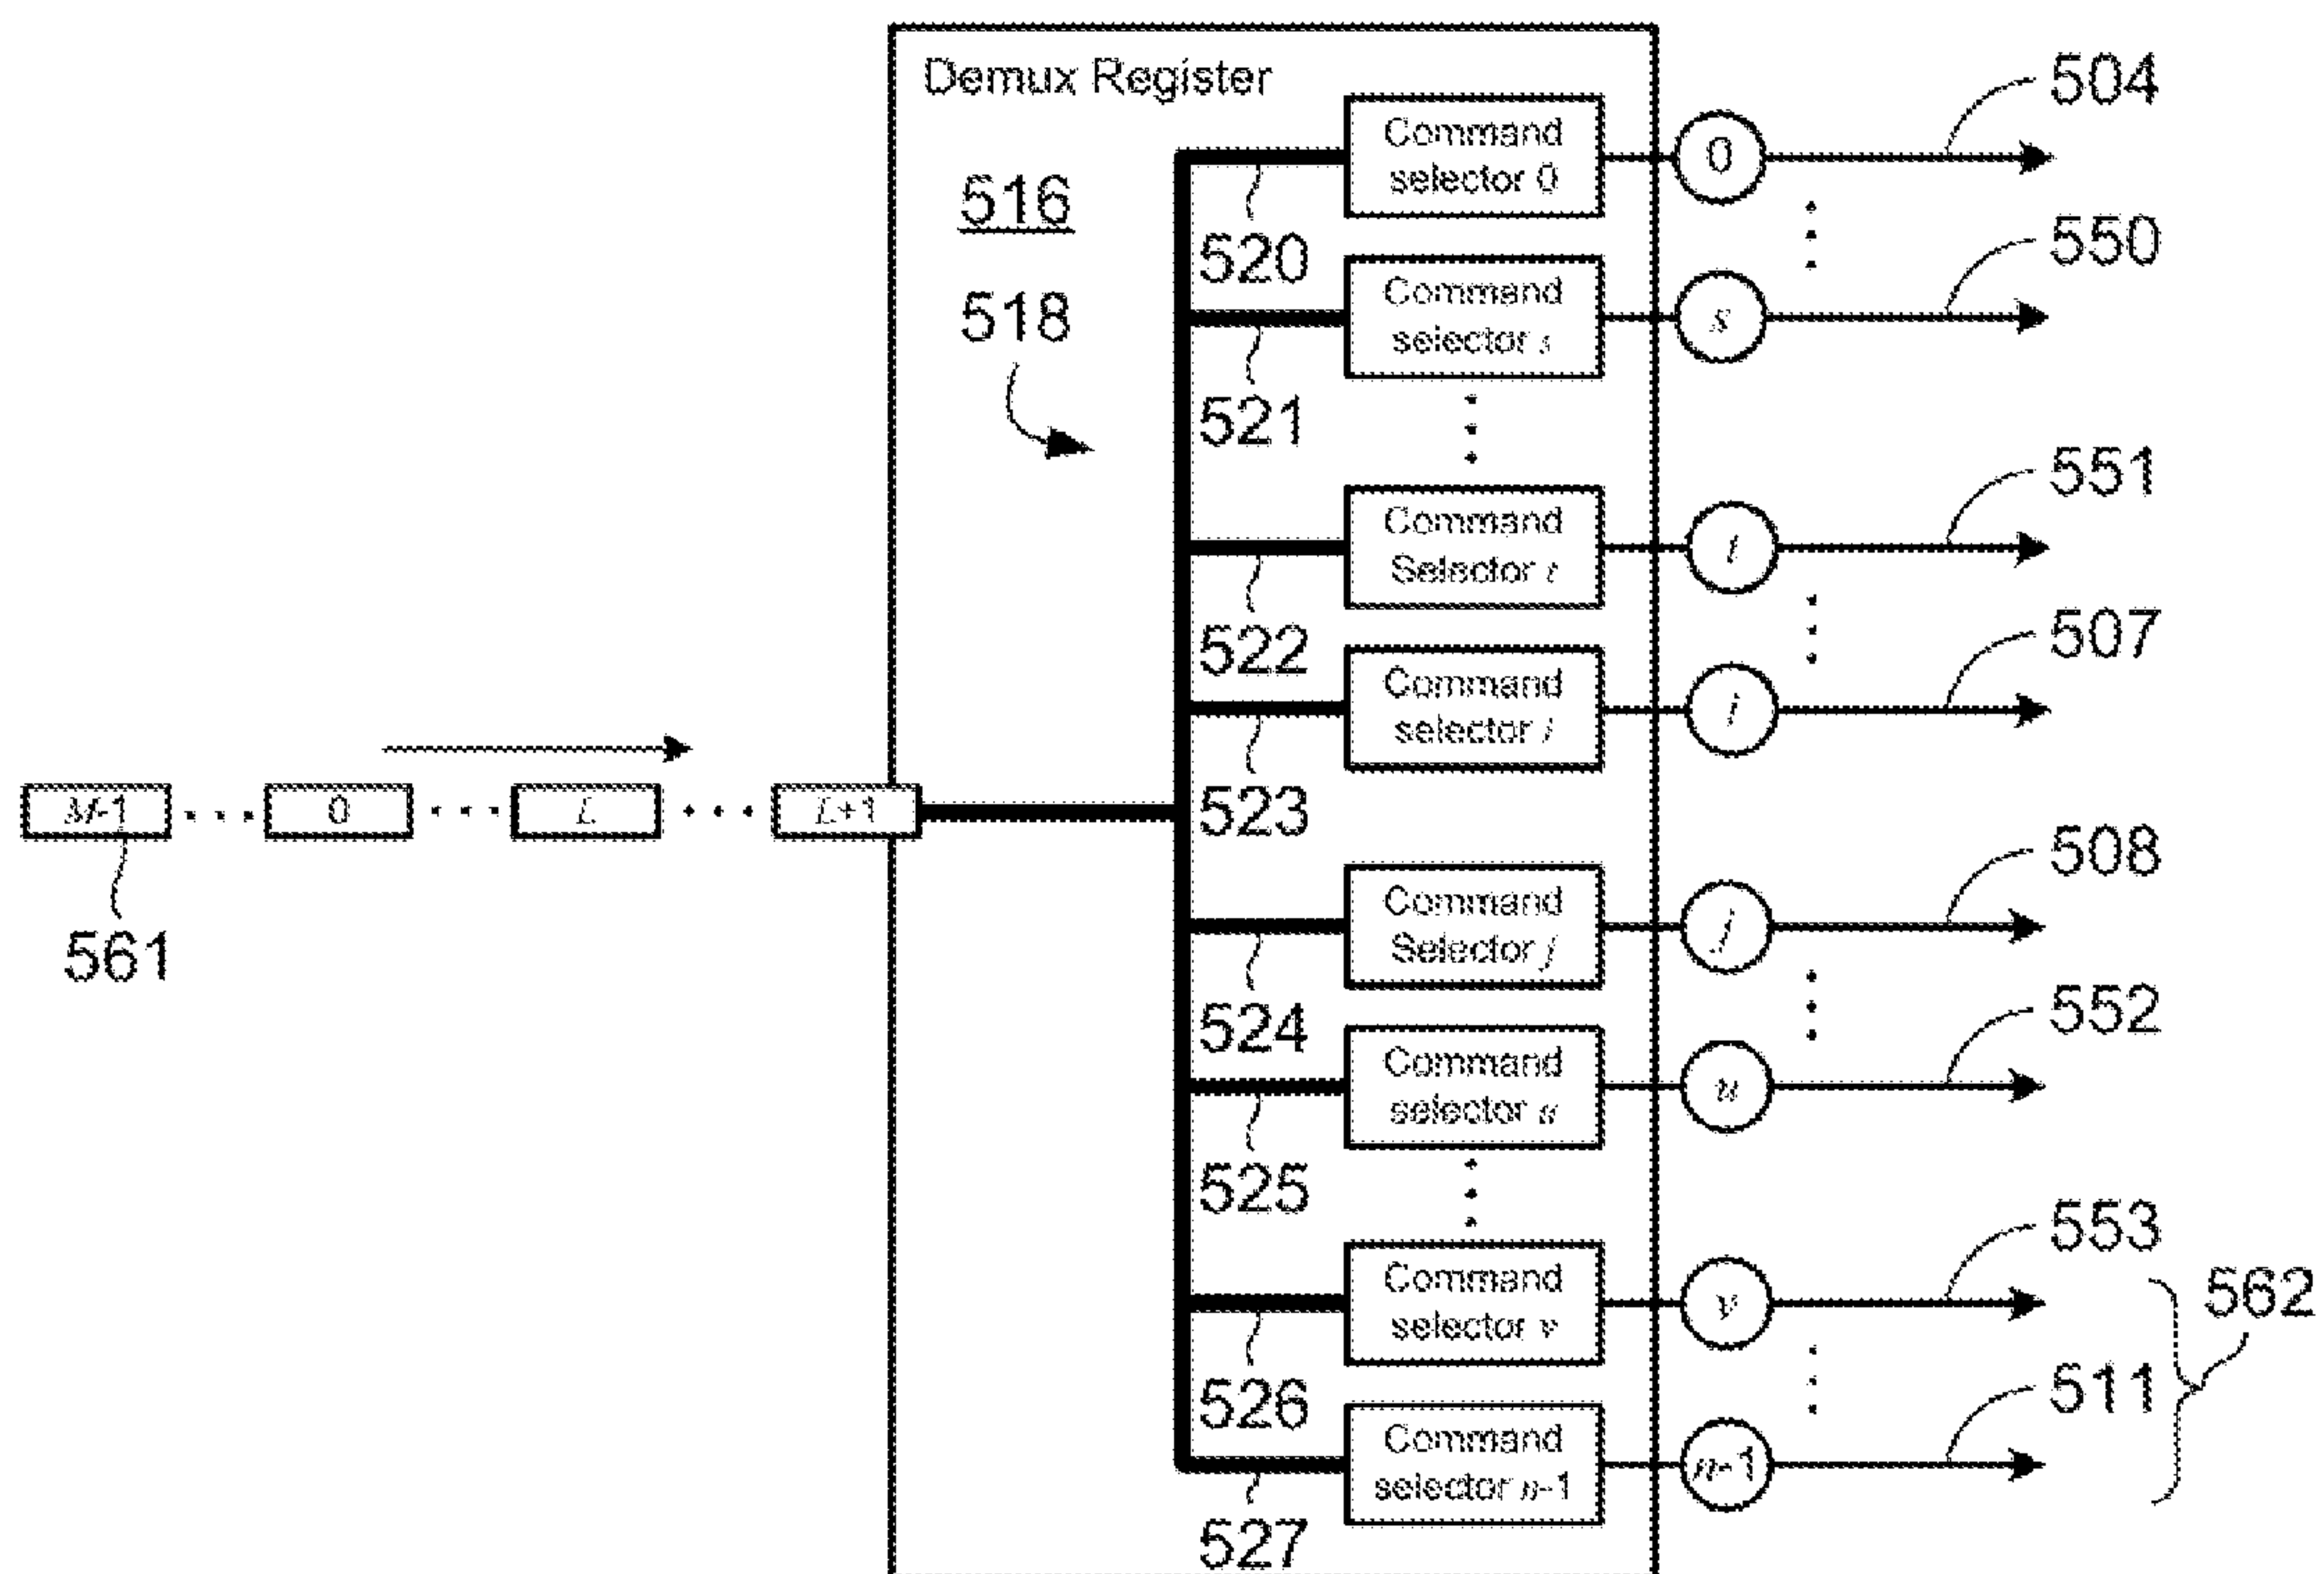 Demux Register
516
518
Command
selector 0
520
0
504
Command
selector s
521
s
550
Command
Selector t
522
t
551
Command
selector i
523
i
507
M-1 ... 0 ... L ... L+1
561
Command
Selector j
524
j
508
Command
selector u
525
u
552
Command
selector v
526
v
553
562
Command
selector n-1
527
n-1
511